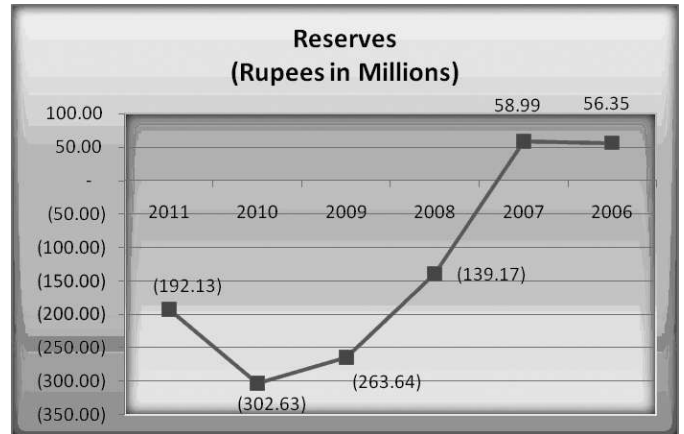 Reserves
(Rupees in Millions)
58.99 56.35
100.00
50.00
-
(50.00) 2011 2010 2009 2008 2007 2006
(100.00)
(150.00) (192.13) (139.17)
(200.00)
(250.00)
(300.00) (302.63) (263.64)
(350.00)